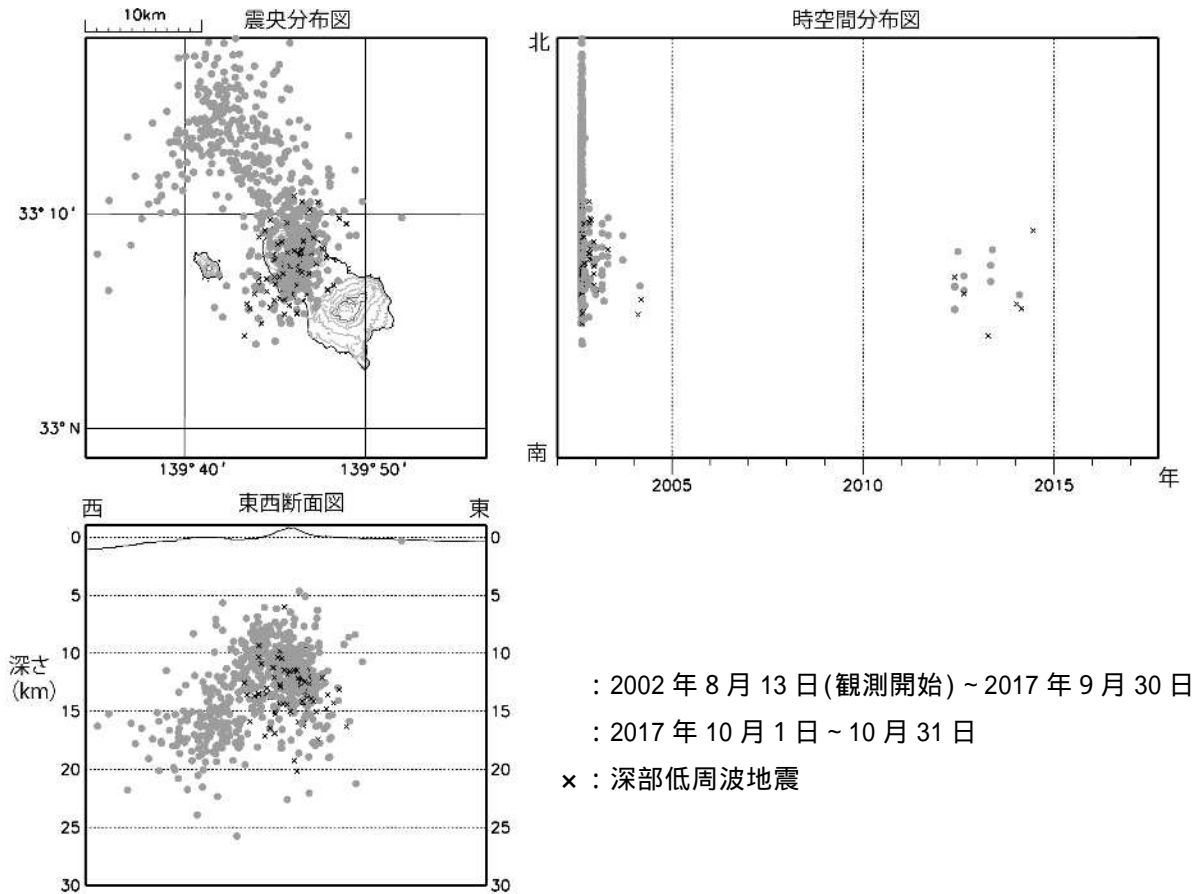 10km
震央分布図
33°10′
33°N
139°40′
139°50′
時空間分布図
北
南
2005
2010
2015
年
西
東西断面図
東
0
5
10
15
20
25
30
深さ
(km)
0
5
10
15
20
25
30
：2002 年 8 月 13 日(観測開始) ~ 2017 年 9 月 30 日
：2017 年 10 月 1 日 ~ 10 月 31 日
×：深部低周波地震